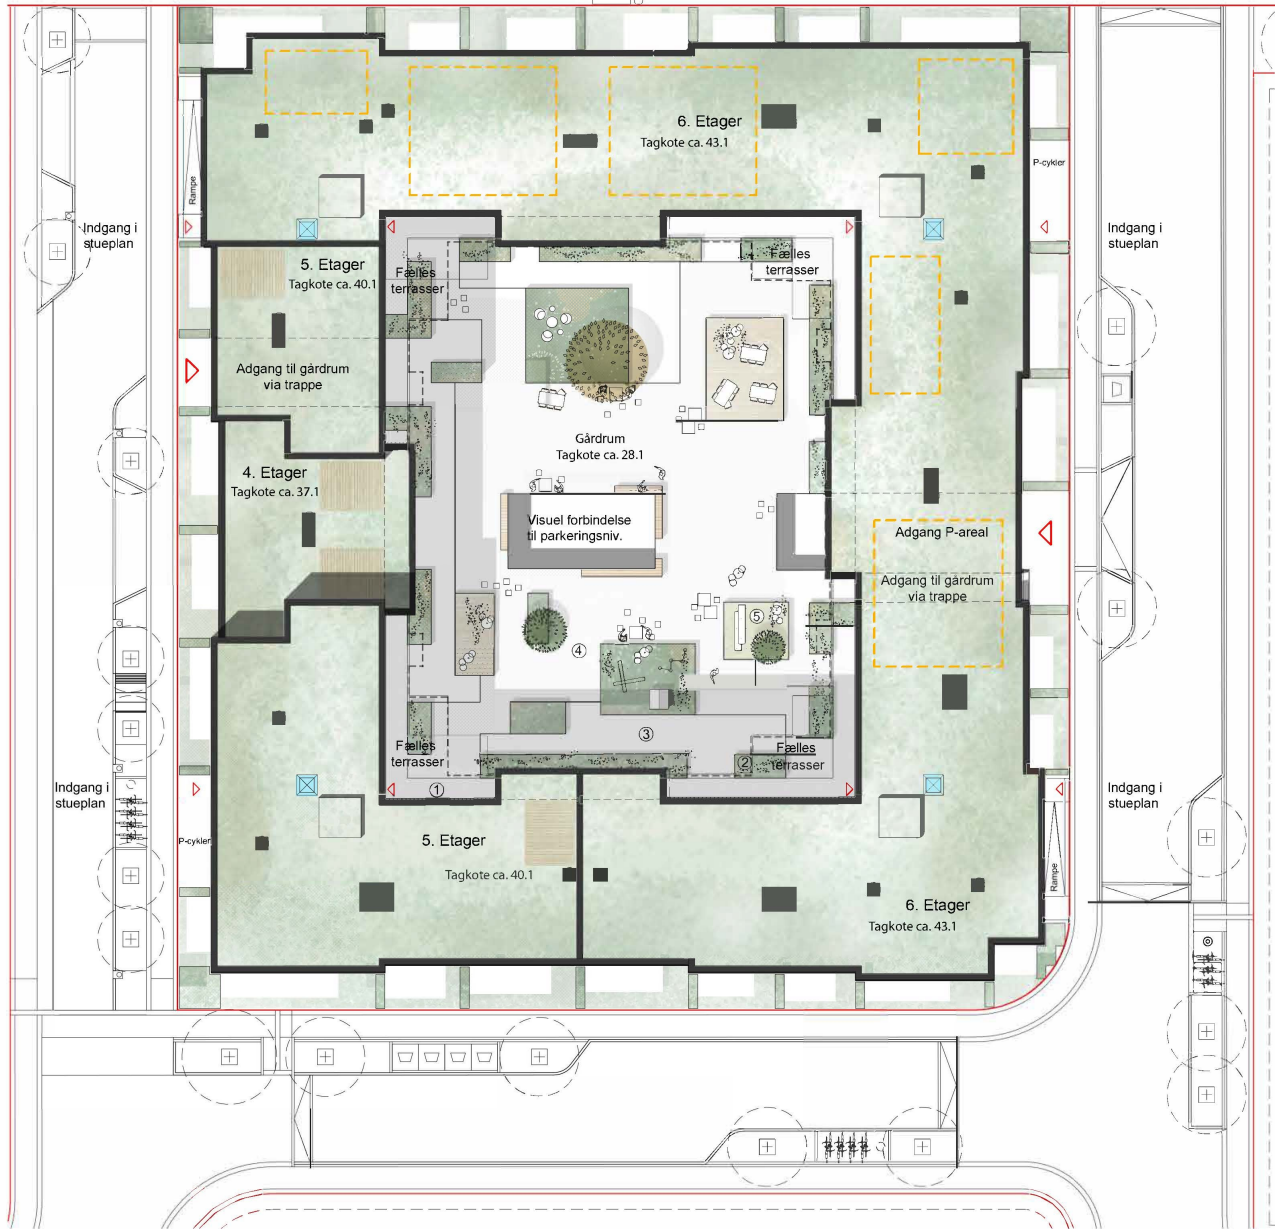 6. Etager
Tagkote ca. 43.1
P-cykler
Rampe
Indgang i
stueplan
Indgang i
stueplan
5. Etager
Tagkote ca. 40.1
Fælles
terrasser
Fælles
terrasser
Adgang til gårdrum
via trappe
Gårdrum
Tagkote ca. 28.1
4. Etager
Tagkote ca. 37.1
Visuel forbindelse
til parkeringsniv.
Adgang P-areal
Adgang til gårdrum
via trappe
5
4
3
Fælles
terrasser
2
Fælles
terrasser
1
Indgang i
stueplan
Indgang i
stueplan
P-cykler
5. Etager
Tagkote ca. 40.1
Rampe
6. Etager
Tagkote ca. 43.1